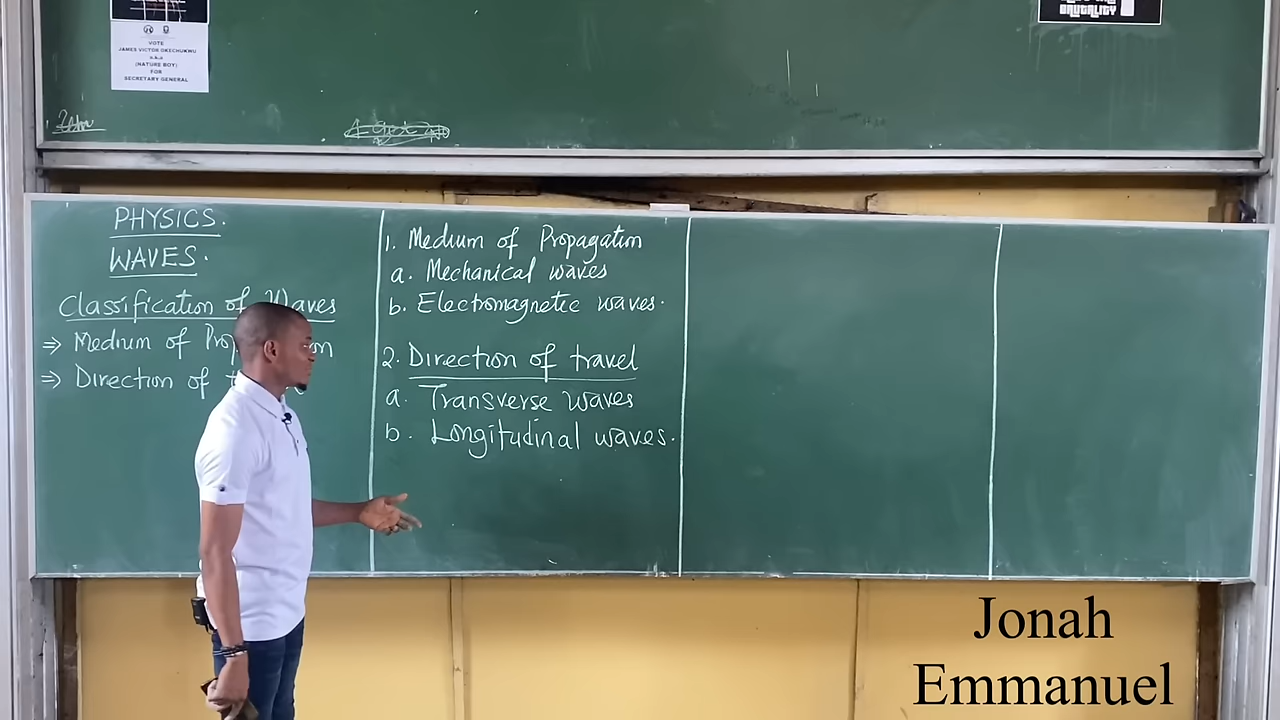 BRUTALITY
VOTE
JAMES VICTOR OKECHUKWU
a.k.a
(NATURE BOY)
FOR
SECRETARY GENERAL
PHYSICS.
WAVES.
Classification of Waves
⇒ Medium of
⇒ Direction of
1. Medium of Propagation
a. Mechanical waves
b. Electromagnetic waves.
2. Direction of travel
a. Transverse waves
b. Longitudinal waves.
Jonah
Emmanuel